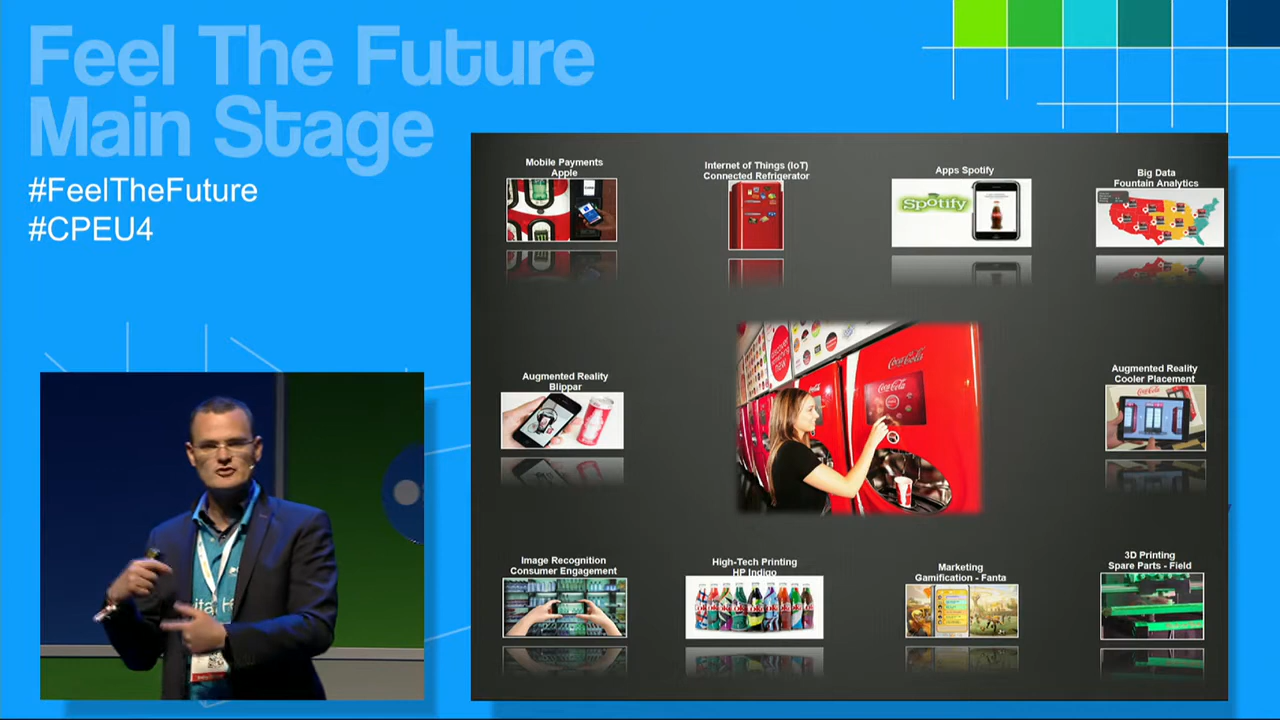 Feel The Future
Main Stage
#FeelTheFuture
#CPEU4
Mobile Payments
Apple
Internet of Things (IoT)
Connected Refrigerator
Apps Spotify
Spotify
Big Data
Fountain Analytics
Augmented Reality
Blippar
Coca-Cola
Coca-Cola
Augmented Reality
Cooler Placement
Image Recognition
Consumer Engagement
High-Tech Printing
HP Indigo
Marketing
Gamification - Fanta
3D Printing
Spare Parts - Field